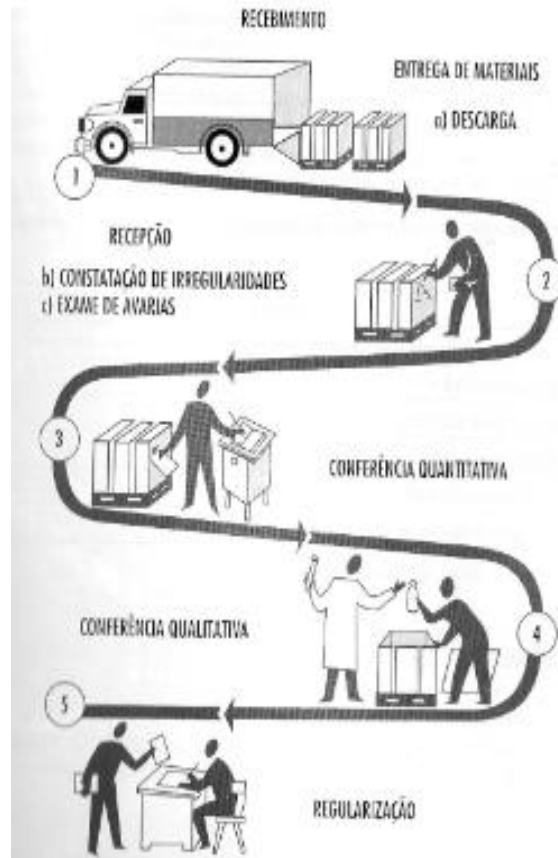 RECEBIMENTO
ENTREGA DE MATERIAIS
a) DESCARGA
1
RECEPÇÃO
b) CONSTATAÇÃO DE IRREGULARIDADES
c) EXAME DE AVARIAS
2
3
CONFERÊNCIA QUANTITATIVA
CONFERÊNCIA QUALITATIVA
4
5
REGULARIZAÇÃO